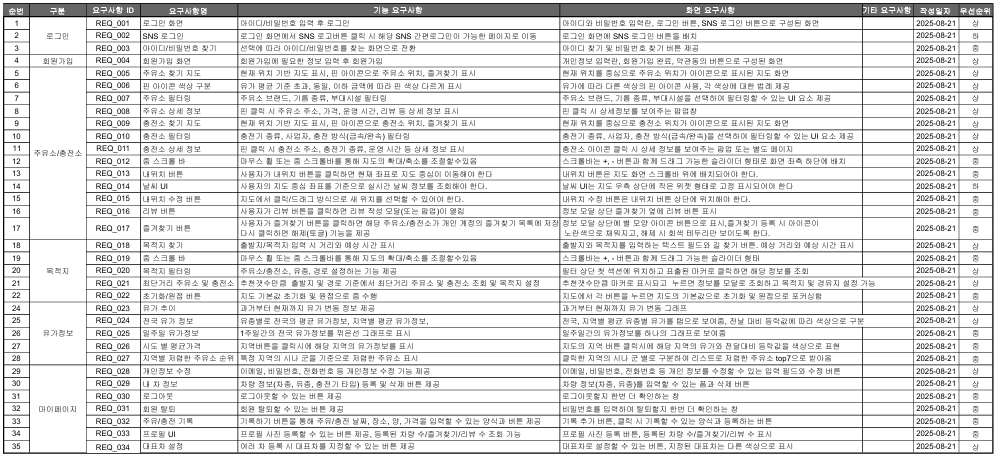 순번 구분 요구사항 ID 요구사항명 기능 요구사항 화면 요구사항 기타 요구사항 작성일자 우선순위
1 로그인 REQ_001 로그인 화면 아이디/비밀번호 입력 후 로그인 아이디와 비밀번호 입력란, 로그인 버튼, SNS 로그인 버튼으로 구성된 화면 2025-08-21 상
2 REQ_002 SNS 로그인 로그인 화면에서 SNS 로고버튼 클릭 시 해당 SNS 간편로그인이 가능한 페이지로 이동 로그인 화면에 SNS 로그인 버튼들 배치 2025-08-21 하
3 REQ_003 아이디/비밀번호 찾기 선택에 따라 아이디/비밀번호를 찾는 화면으로 전환 아이디 찾기 및 비밀번호 찾기 버튼 제공 2025-08-21 중
4 회원가입 REQ_004 회원가입 화면 회원가입에 필요한 정보 입력 후 회원가입 개인정보 입력란, 회원가입 완료, 약관동의 버튼으로 구성된 화면 2025-08-21 상
5 주유소/충전소 REQ_005 주유소 찾기 지도 현재 위치 기반 지도 표시, 핀 아이콘으로 주유소 위치, 즐겨찾기 표시 현재 위치를 중심으로 주유소 위치가 아이콘으로 표시된 지도 화면 2025-08-21 상
6 REQ_006 핀 아이콘 색상 구분 유가 평균 기준 초과, 동일, 이하 금액에 따라 핀 색상 다르게 표시 유가에 따라 다른 색상의 핀 아이콘 사용, 각 색상에 대한 범례 제공 2025-08-21 상
7 REQ_007 주유소 필터링 주유소 브랜드, 기름 종류, 부대시설 필터링 주유소 브랜드, 기름 종류, 부대시설을 선택하여 필터링할 수 있는 UI 요소 제공 2025-08-21 중
8 REQ_008 주유소 상세 정보 핀 클릭 시 주유소 주소, 가격, 운영 시간, 리뷰 등 상세 정보 표시 핀 클릭 시 상세정보를 보여주는 팝업창 2025-08-21 상
9 REQ_009 충전소 찾기 지도 현재 위치 기반 지도 표시, 핀 아이콘으로 충전소 위치, 즐겨찾기 표시 현재 위치를 중심으로 충전소 위치가 아이콘으로 표시된 지도 화면 2025-08-21 상
10 REQ_010 충전소 필터링 충전기 종류, 사업자, 충전 방식(급속/완속) 필터링 충전기 종류, 사업자, 충전 방식(급속/완속)을 선택하여 필터링할 수 있는 UI 요소 제공 2025-08-21 상
11 REQ_011 충전소 상세 정보 핀 클릭 시 충전소 주소, 충전기 종류, 운영 시간 등 상세 정보 표시 충전소 아이콘 클릭 시 상세 정보를 보여주는 팝업 또는 별도 페이지 2025-08-21 중
12 REQ_012 줌 스크롤 바 마우스 휠 또는 줌 스크롤바를 통해 지도의 확대/축소를 조절할수있음 스크롤바는 +, - 버튼과 함께 드래그 가능한 슬라이더 형태로 화면 좌측 하단에 배치 2025-08-21 하
13 REQ_013 내위치 버튼 사용자가 내위치 버튼을 클릭하면 현재 좌표로 지도 중심이 이동해야 한다 내위치 버튼은 지도 화면 스크롤바 위에 배치되어야 한다. 2025-08-21 중
14 REQ_014 날씨 UI 사용자의 지도 중심 좌표를 기준으로 실시간 날씨 정보를 조회해야 한다. 날씨 UI는 지도 우측 상단에 작은 위젯 형태로 고정 표시되어야 한다 2025-08-21 하
15 REQ_015 내위치 수정 버튼 지도에서 클릭/드래그 방식으로 새 위치를 선택할 수 있어야 한다. 내위치 수정 버튼은 내위치 버튼 상단에 위치해야 한다. 2025-08-21 중
16 REQ_016 리뷰 버튼 사용자가 리뷰 버튼을 클릭하면 리뷰 작성 모달(또는 팝업)이 열림 정보 모달 상단 즐겨찾기 옆에 리뷰 버튼 표시 2025-08-21 중
17 REQ_017 즐겨찾기 버튼 사용자가 즐겨찾기 버튼을 클릭하면 해당 주유소/충전소가 개인 계정의 즐겨찾기 목록에 저장 정보 모달 상단에 별 모양 아이콘 버튼으로 표시,즐겨찾기 등록 시 아이콘이 2025-08-21 중
다시 클릭하면 해제(토글) 기능을 제공 노란색으로 채워지고, 해제 시 회색 테두리만 보이도록 한다.
18 목적지 REQ_018 목적지 찾기 출발지/목적지 입력 시 거리와 예상 시간 표시 출발지와 목적지를 입력하는 텍스트 필드와 길 찾기 버튼, 예상 거리와 예상 시간 표시 2025-08-21 상
19 REQ_019 줌 스크롤 바 마우스 휠 또는 줌 스크롤바를 통해 지도의 확대/축소를 조절할수있음 스크롤바는 +, - 버튼과 함께 드래그 가능한 슬라이더 형태 2025-08-21 중
20 REQ_020 목적지 필터링 주유소/충전소, 유종, 경로 설정하는 기능 제공 필터 상단 첫 섹션에 위치하고 표출된 마커로 클릭하면 해당 정보를 조회 2025-08-21 상
21 REQ_021 최단거리 주유소 및 충전소 추천갯수만큼 출발지 및 경로 기준에서 최단거리 주유소 및 충전소 조회 및 목적지 설정 추천갯수만큼 마커로 표시되고 누르면 정보를 모달로 조회하고 목적지 및 경유지 설정 가능 2025-08-21 상
22 REQ_022 초기화/원점 버튼 지도 기본값 초기화 및 원점으로 줌 수행 지도에서 각 버튼을 누르면 지도의 기본값으로 초기화 및 원점으로 포커싱함 2025-08-21 중
24 유가정보 REQ_023 유가 추이 과거부터 현재까지 유가 변동 정보 제공 과거부터 현재까지 유가 변동 그래프 2025-08-21 중
25 REQ_024 전국 유가 정보 유종별로 전국의 평균 유가정보, 지역별 평균 유가정보, 전국, 지역별 평균 유종별 유가를 탭으로 보여줌, 전날 대비 등락값에 따라 색상으로 구분 2025-08-21 상
26 REQ_025 일주일 유가정보 1주일간의 전국 유가정보를 꺾은선 그래프로 표시 일주일간의 유가정보를 하나의 그래프로 보여줌 2025-08-21 중
27 REQ_026 시도 별 평균가격 지역버튼을 클릭시에 해당 지역의 유가정보를 표시 지도의 지역 버튼 클릭시에 해당 지역의 유가와 전달대비 등락값을 색상으로 표현 2025-08-21 중
28 REQ_027 지역별 저렴한 주유소 순위 특정 지역의 시나 군을 기준으로 저렴한 주유소 표시 클릭한 지역의 시나 군 별로 구분하여 리스트로 저렴한 주유소 top7으로 받아옴 2025-08-21 중
29 마이페이지 REQ_028 개인정보 수정 이메일, 비밀번호, 전화번호 등 개인정보 수정 기능 제공 이메일, 비밀번호, 전화번호 등 개인 정보를 수정할 수 있는 입력 필드와 수정 버튼 2025-08-21 상
30 REQ_029 내 차 정보 차량 정보(차종, 유종, 충전기 타입) 등록 및 삭제 버튼 제공 차량 정보(차종, 유종)를 입력할 수 있는 폼과 삭제 버튼 2025-08-21 상
31 REQ_030 로그아웃 로그아웃할 수 있는 버튼 제공 로그아웃할지 한번 더 확인하는 창 2025-08-21 중
32 REQ_031 회원 탈퇴 회원 탈퇴할 수 있는 버튼 제공 비밀번호를 입력하여 탈퇴할지 한번 더 확인하는 창 2025-08-21 중
33 REQ_032 주유/충전 기록 기록하기 버튼을 통해 주유/충전 날짜, 장소, 양, 가격을 입력할 수 있는 양식과 버튼 제공 기록 추가 버튼, 클릭 시 기록할 수 있는 양식과 등록하는 버튼 2025-08-21 중
34 REQ_033 프로필 UI 프로필 사진 등록할 수 있는 버튼 제공, 등록된 차량 수/즐겨찾기/리뷰 수 조회 가능 프로필 사진 등록 버튼, 등록된 차량 수/즐겨찾기/리뷰 수 표시 2025-08-21 중
35 REQ_034 대표차 설정 여러 차 등록 시 대표차를 지정할 수 있는 버튼 제공 대표차로 설정할 수 있는 버튼, 지정된 대표차는 다른 색상으로 표시 2025-08-21 상